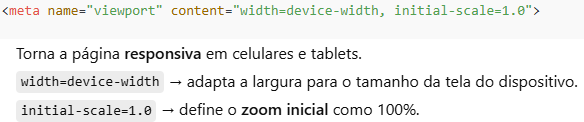 <meta name="viewport" content="width=device-width, initial-scale=1.0">
Torna a página responsiva em celulares e tablets.
width=device-width → adapta a largura para o tamanho da tela do dispositivo.
initial-scale=1.0 → define o zoom inicial como 100%.